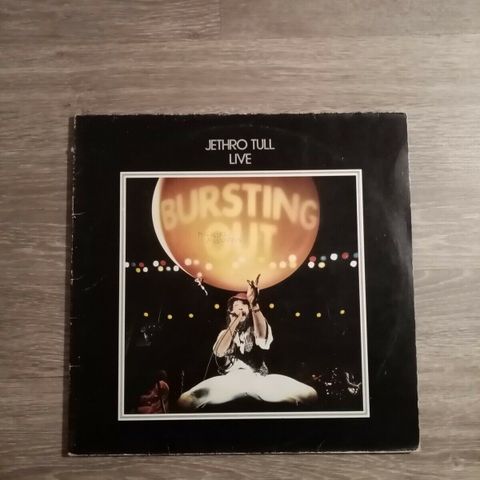 JETHRO TULL
LIVE
BURSTING
OUT